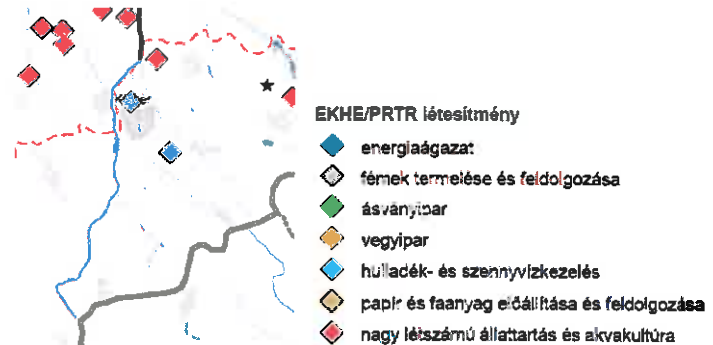 EKHE/PRTR létesítmény
energiaágazat
fémek termelése és feldolgozása
ásványipar
vegyipar
hulladék- és szennyvízkezelés
papír és faanyag előállítása és feldolgozása
nagy létszámú állattartás és akvakultúra